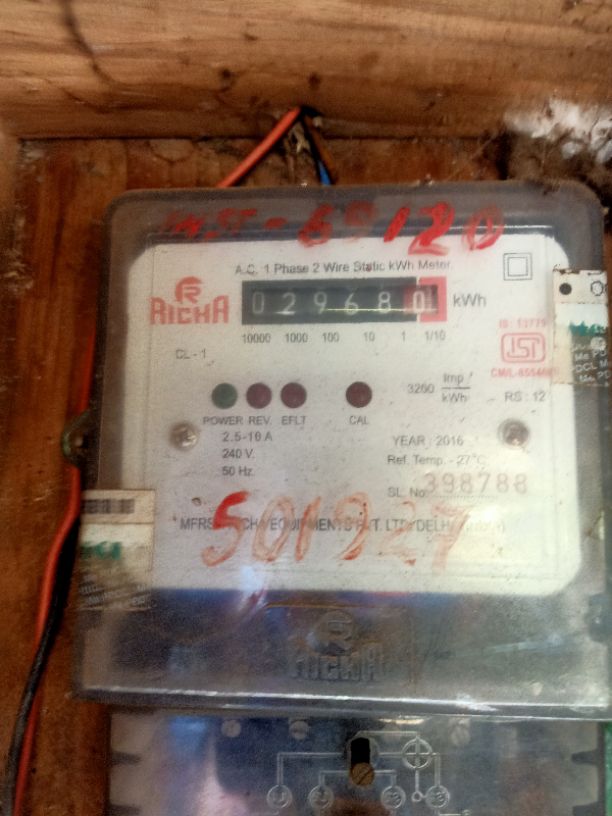 INST - 69120
A.C. 1 Phase 2 Wire Static kWh Meter.
RICHA
029680 kWh
10000 1000 100 10 1 1/10
IS: 13779
ISI
CL - 1
3200 Imp / kWh
RS : 12
POWER REV. EFLT CAL
2.5-10 A
240 V.
50 Hz.
YEAR : 2016
Ref. Temp. - 27°C
SL. No. 398788
501927
RICHA